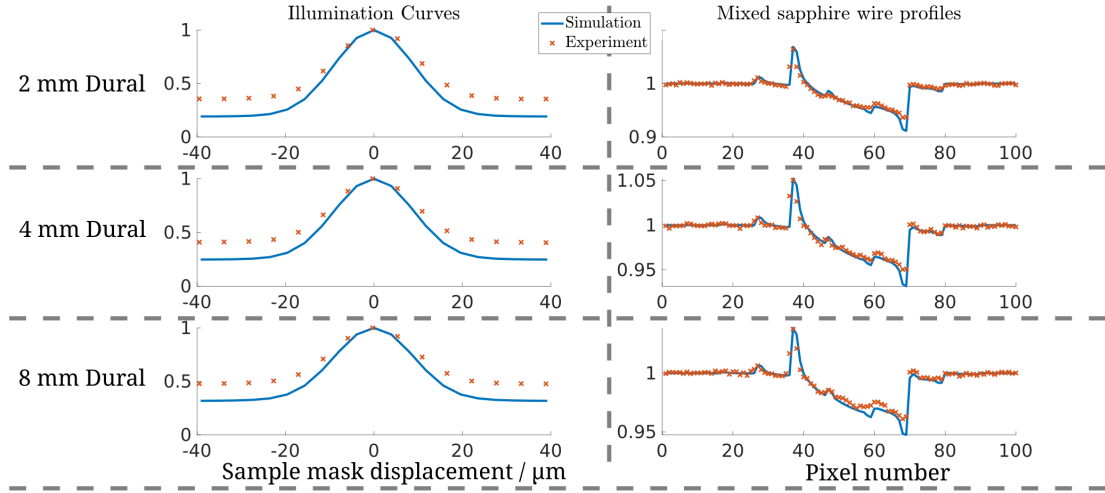 Illumination Curves
Mixed sapphire wire profiles
Simulation
Experiment
2 mm Dural
1
0.5
0
-40 -20 0 20 40
1
0.9
0 20 40 60 80 100
4 mm Dural
1
0.5
0
-40 -20 0 20 40
1.05
1
0.95
0 20 40 60 80 100
8 mm Dural
1
0.5
0
-40 -20 0 20 40
1
0.95
0 20 40 60 80 100
Sample mask displacement / μm
Pixel number